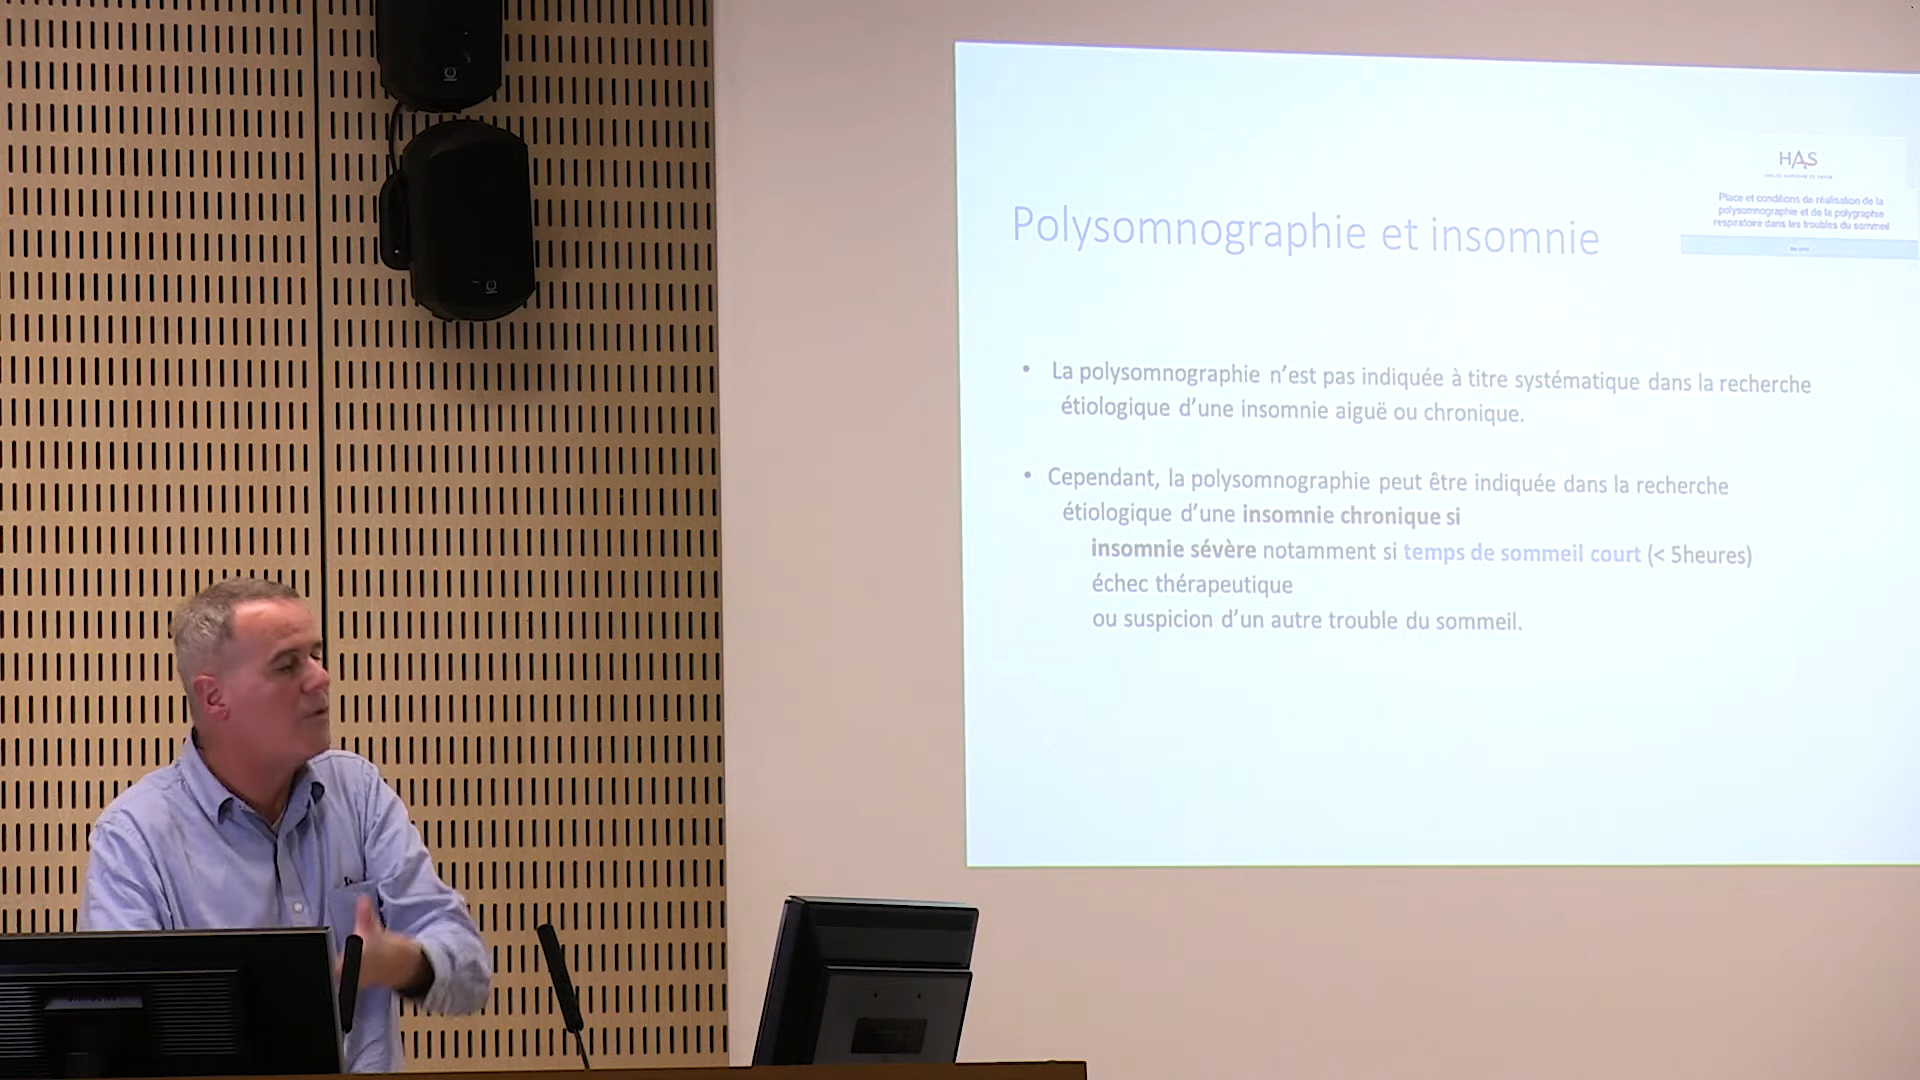 HAS
Place et conditions de réalisation de la
polysomnographie et de la polygraphie
respiratoire dans les troubles du sommeil
Polysomnographie et insomnie
• La polysomnographie n’est pas indiquée à titre systématique dans la recherche
étiologique d’une insomnie aiguë ou chronique.
• Cependant, la polysomnographie peut être indiquée dans la recherche
étiologique d’une insomnie chronique si
insomnie sévère notamment si temps de sommeil court (< 5heures)
échec thérapeutique
ou suspicion d’un autre trouble du sommeil.